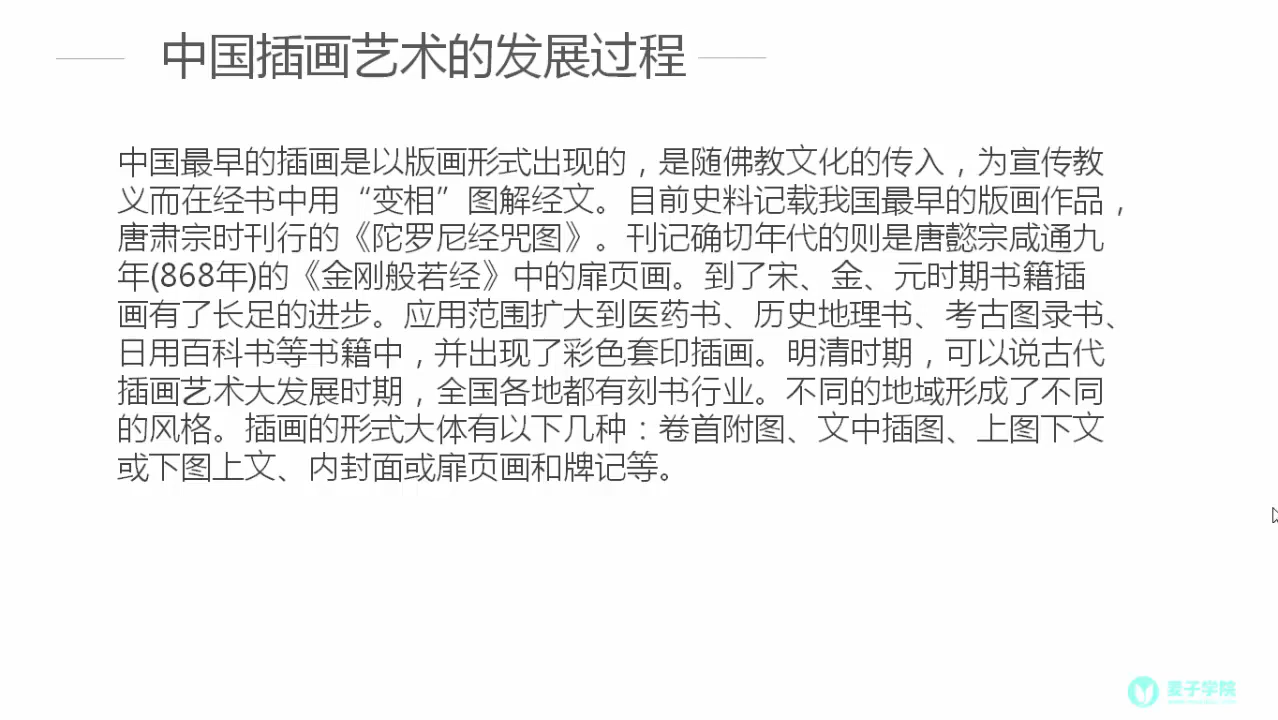 中国插画艺术的发展过程
中国最早的插画是以版画形式出现的，是随佛教文化的传入，为宣传教
义而在经书中用“变相”图解经文。目前史料记载我国最早的版画作品，
唐肃宗时刊行的《陀罗尼经咒图》。刊记确切年代的则是唐懿宗咸通九
年(868年)的《金刚般若经》中的扉页画。到了宋、金、元时期书籍插
画有了长足的进步。应用范围扩大到医药书、历史地理书、考古图录书、
日用百科书等书籍中，并出现了彩色套印插画。明清时期，可以说古代
插画艺术大发展时期，全国各地都有刻书行业。不同的地域形成了不同
的风格。插画的形式大体有以下几种：卷首附图、文中插图、上图下文
或下图上文、内封面或扉页画和牌记等。
麦子学院